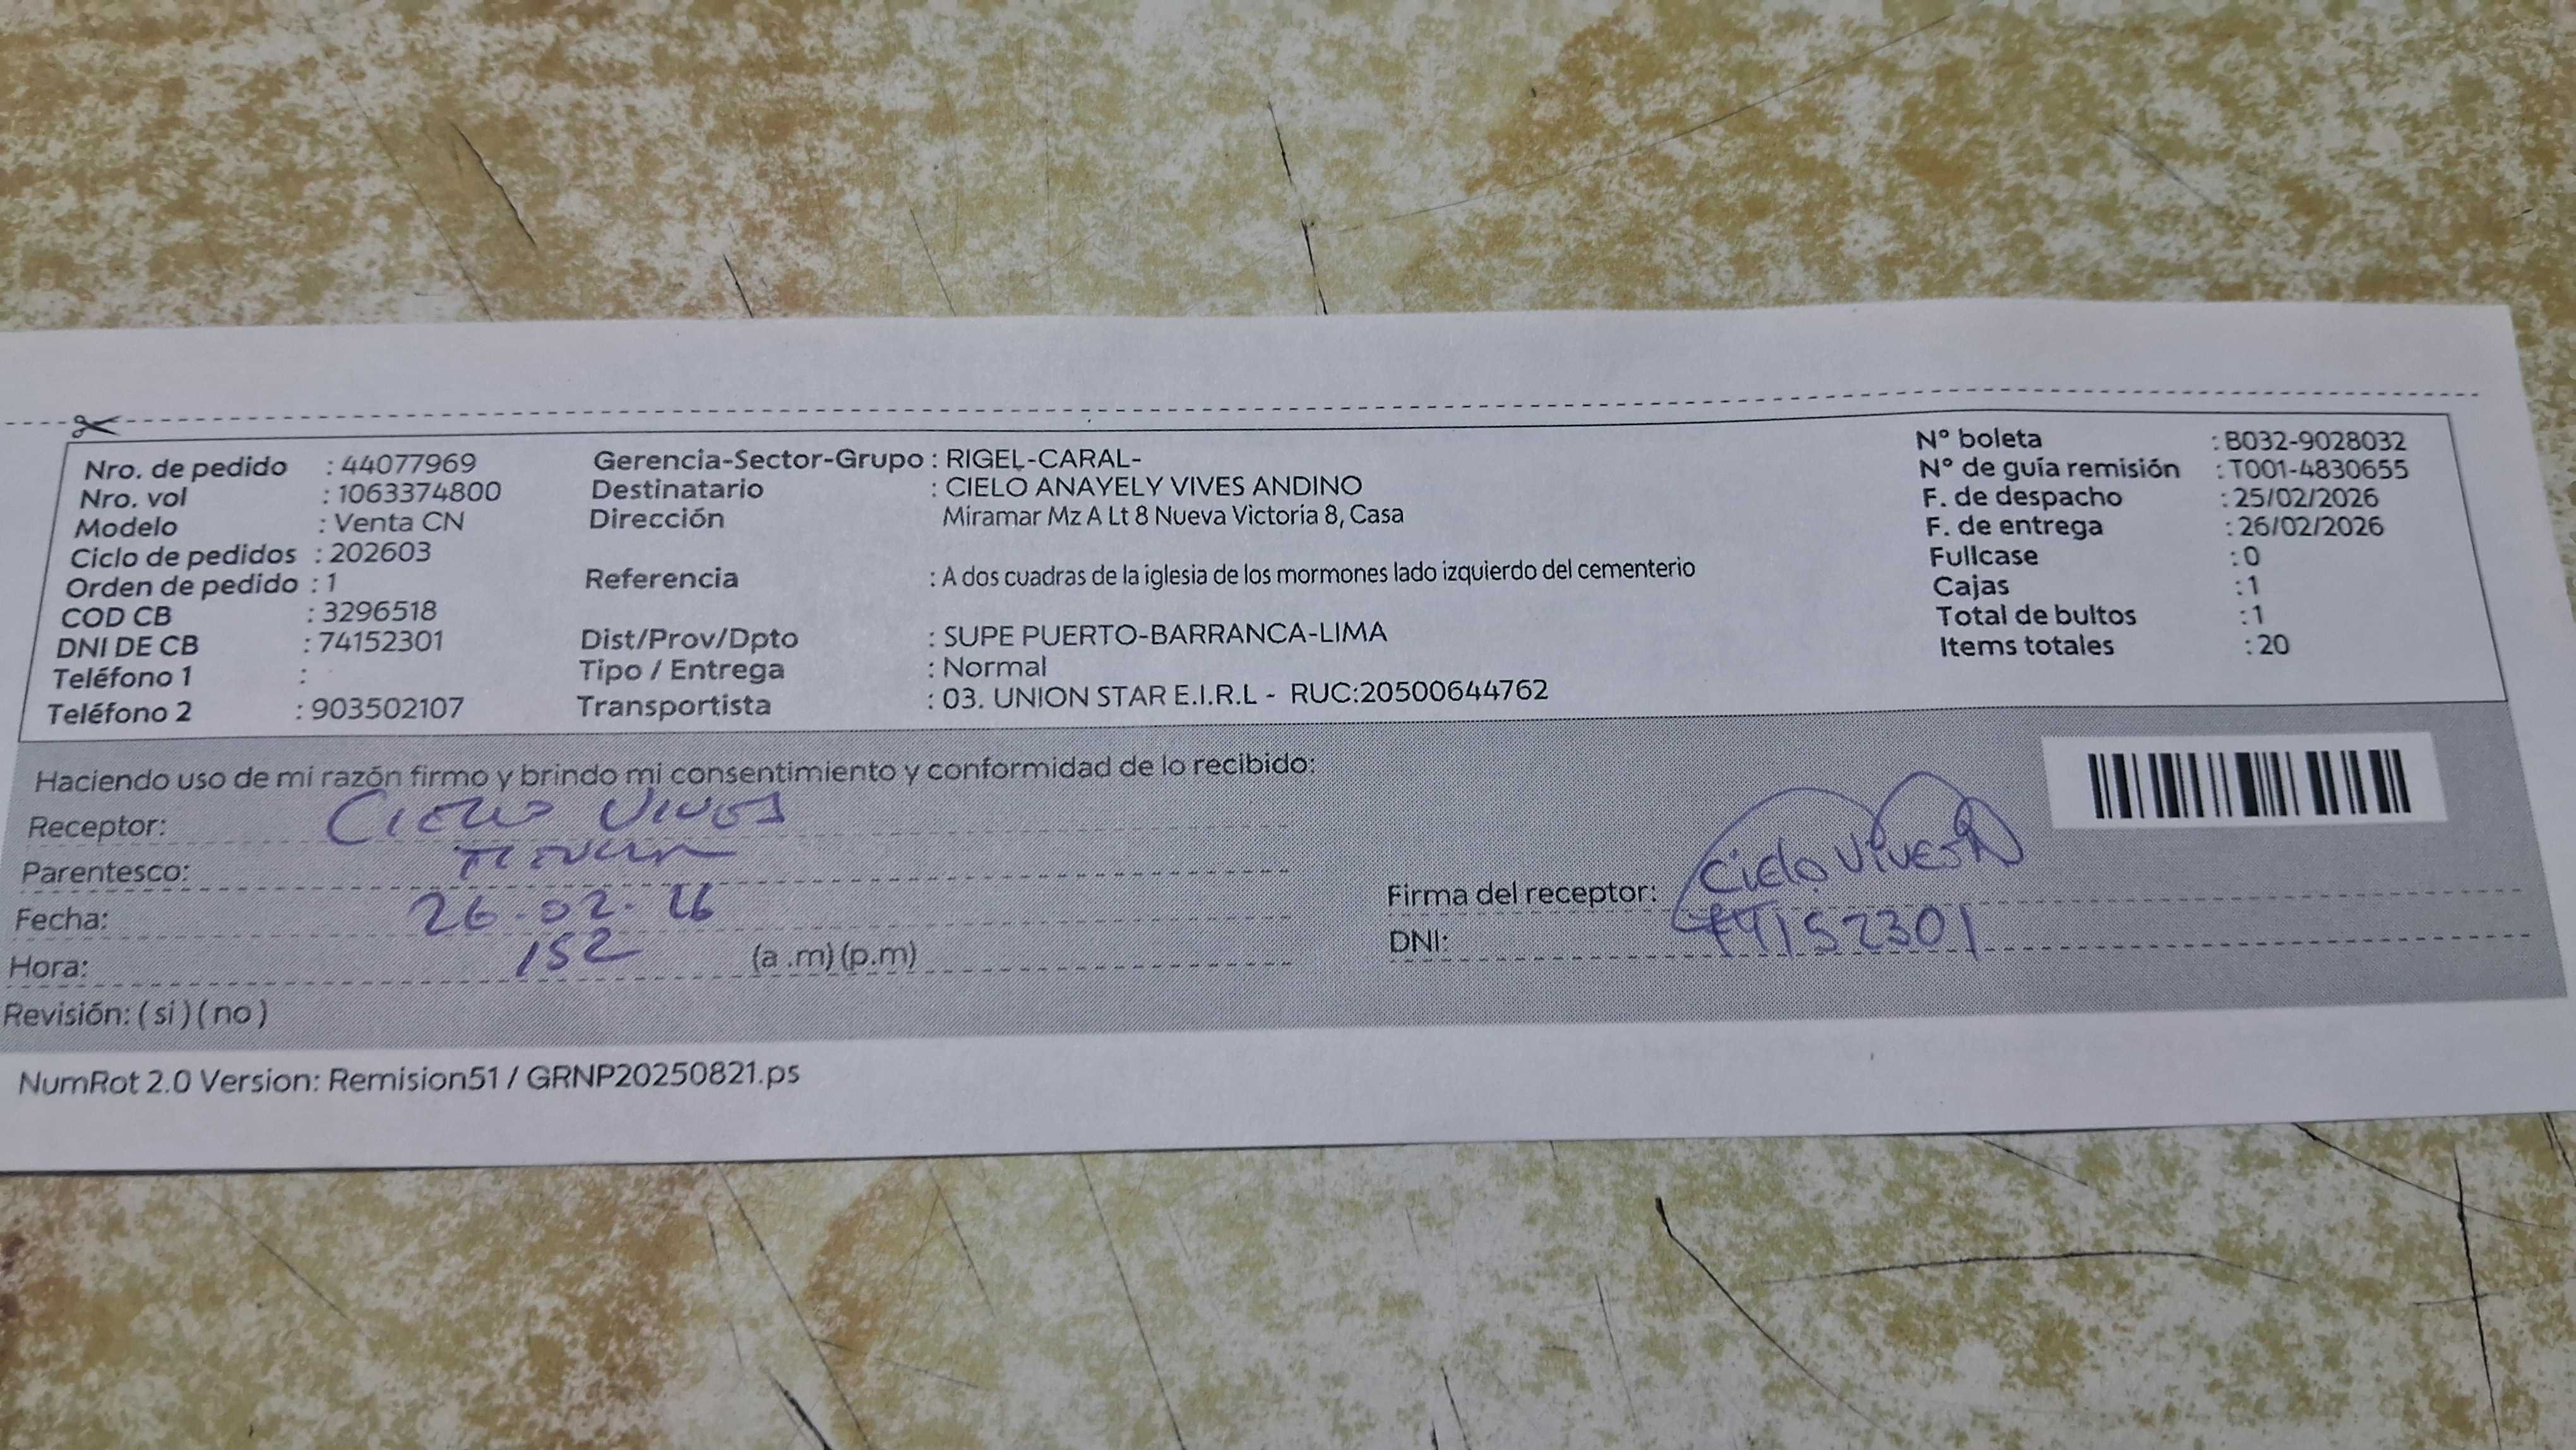 Nro. de pedido : 44077969
Nro. vol : 1063374800
Modelo : Venta CN
Ciclo de pedidos : 202603
Orden de pedido : 1
COD CB : 3296518
DNI DE CB : 74152301
Teléfono 1 :
Teléfono 2 : 903502107
Gerencia-Sector-Grupo : RIGEL-CARAL-
Destinatario : CIELO ANAYELY VIVES ANDINO
Dirección Miramar Mz A Lt 8 Nueva Victoria 8, Casa
Referencia : A dos cuadras de la iglesia de los mormones lado izquierdo del cementerio
Dist/Prov/Dpto : SUPE PUERTO-BARRANCA-LIMA
Tipo / Entrega : Normal
Transportista : 03. UNION STAR E.I.R.L - RUC:20500644762
N° boleta : B032-9028032
N° de guía remisión : T001-4830655
F. de despacho : 25/02/2026
F. de entrega : 26/02/2026
Fullcase : 0
Cajas : 1
Total de bultos : 1
Items totales : 20
Haciendo uso de mi razón firmo y brindo mi consentimiento y conformidad de lo recibido:
Receptor: CIELO VIVES
Parentesco:
Fecha: 26-02-26
Hora: 152 (a .m) (p.m)
Revisión: ( si ) ( no )
Firma del receptor: Cielo Vives A
DNI: 74152301
NumRot 2.0 Version: Remision51 / GRNP20250821.ps